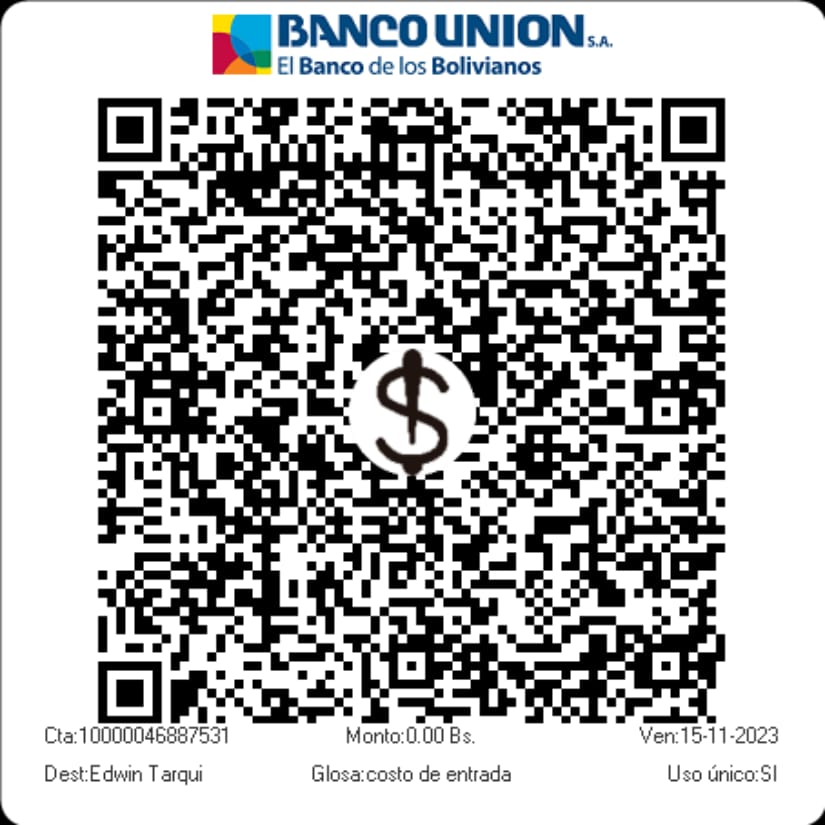 BANCO UNION S.A.
El Banco de los Bolivianos
$
Cta:10000046887531 Monto:0.00 Bs. Ven:15-11-2023
Dest:Edwin Tarqui Glosa:costo de entrada Uso único:SI